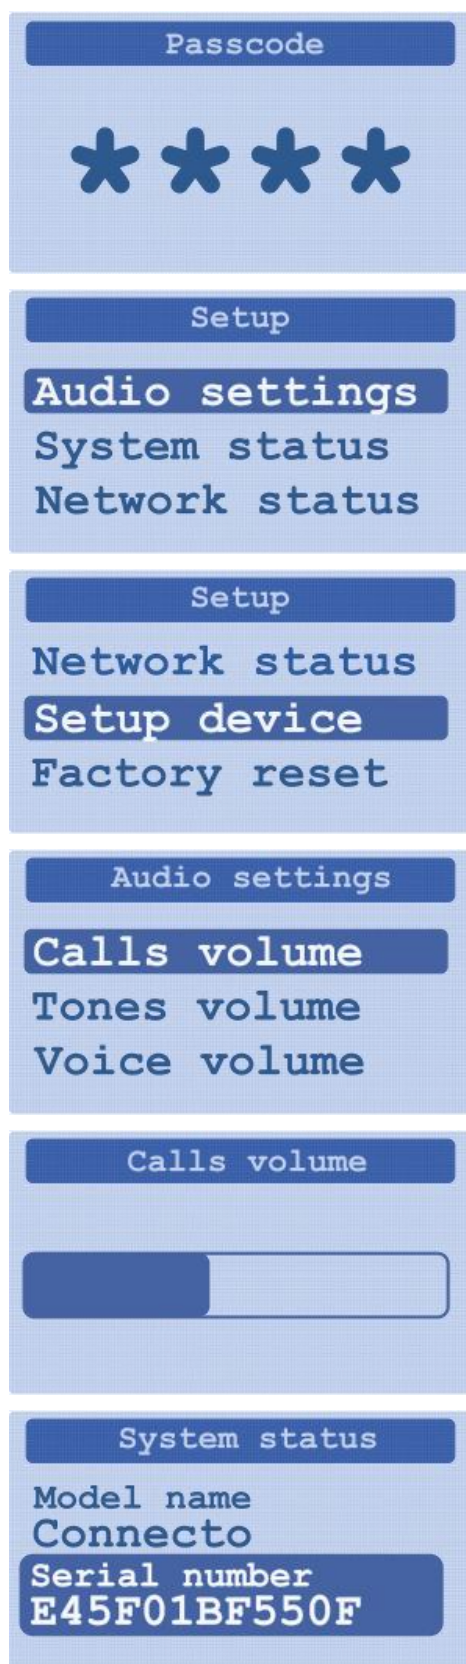 Passcode
****
Setup
Audio settings
System status
Network status
Setup
Network status
Setup device
Factory reset
Audio settings
Calls volume
Tones volume
Voice volume
Calls volume
System status
Model name
Connecto
Serial number
E45F01BF550F